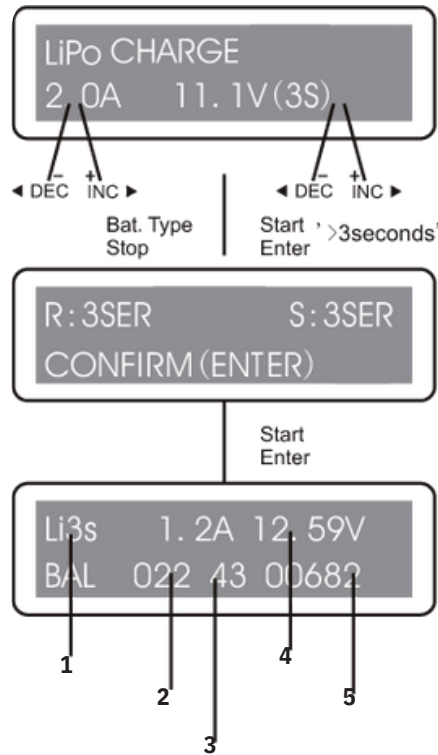 LiPo CHARGE
2.0A 11.1V(3S)
− + − +
◄ DEC INC ► ◄ DEC INC ►
Bat. Type Start '>3seconds'
Stop Enter
R:3SER S:3SER
CONFIRM(ENTER)
Start
Enter
Li3s 1.2A 12.59V
BAL 022 43 00682
1 2 3 4 5